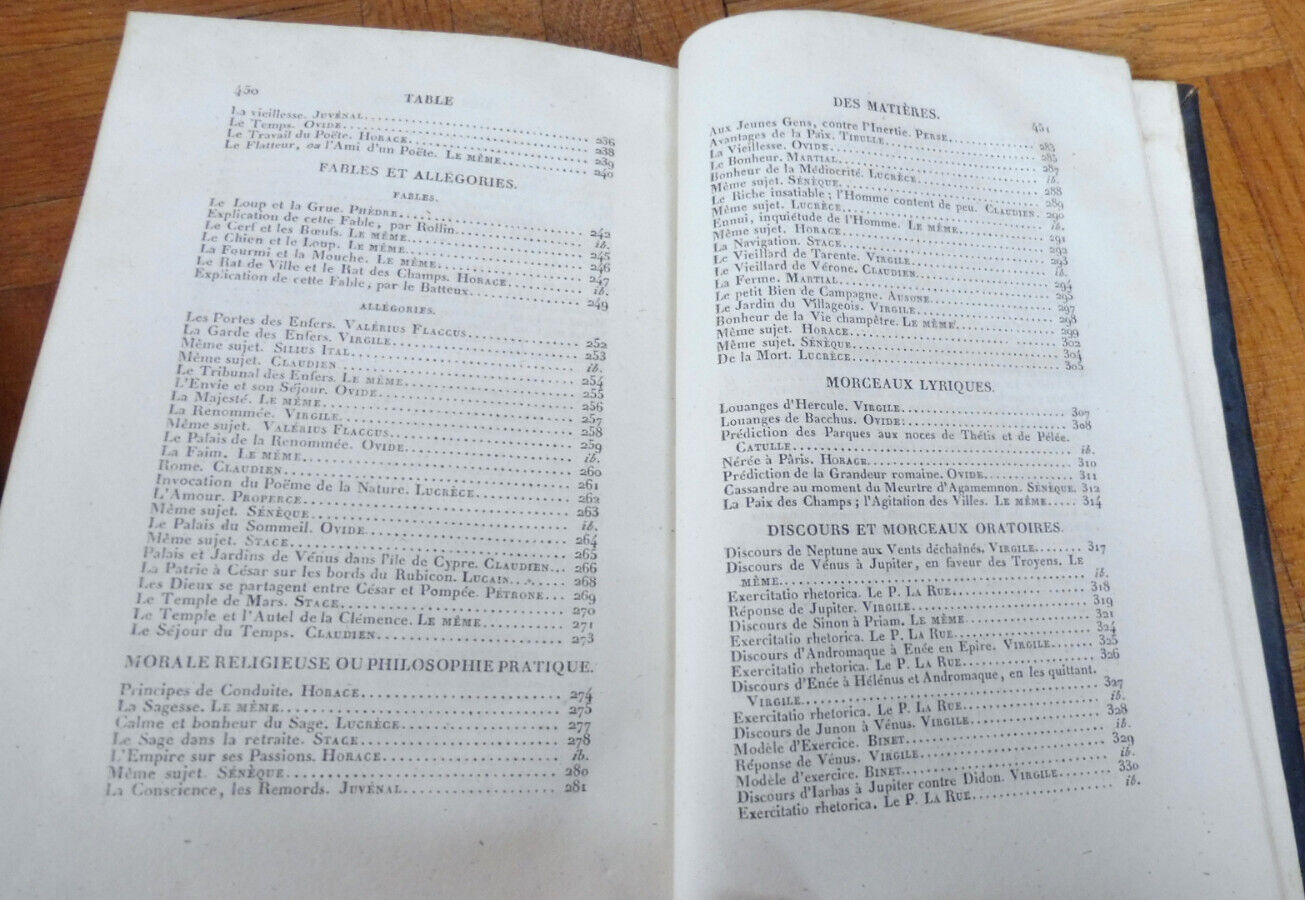 450
TABLE
La vieillesse. JUVÉNAL. 236
Le Temps. OVIDE. 238
Le Travail du Poëte. HORACE. 239
Le Flatteur, ou l'Ami d'un Poëte. LE MÊME. 240
FABLES ET ALLÉGORIES.
FABLES.
Le Loup et la Grue. PHÈDRE. 242
Explication de cette Fable, par Rollin. ib.
Le Cerf et les Bœufs. LE MÊME. 245
Le Chien et le Loup. LE MÊME. 246
La Fourmi et la Mouche. LE MÊME. 247
Le Rat de Ville et le Rat des Champs. HORACE. ib.
Explication de cette Fable, par le Batteux. 249
ALLÉGORIES.
Les Portes des Enfers. VALÉRIUS FLACCUS. 252
La Garde des Enfers. VIRGILE. 253
Même sujet. SILIUS ITAL. ib.
Même sujet. CLAUDIEN. 254
Le Tribunal des Enfers. LE MÊME. 255
L'Envie et son Séjour. OVIDE. 256
La Majesté. LE MÊME. 257
La Renommée. VIRGILE. 258
Même sujet. VALÉRIUS FLACCUS. 259
Le Palais de la Renommée. OVIDE. ib.
La Faim. LE MÊME. 260
Rome. CLAUDIEN. 261
Invocation du Poëme de la Nature. LUCRÈCE. 262
L'Amour. PROPERCE. 263
Même sujet. SÉNÈQUE. ib.
Le Palais du Sommeil. OVIDE. 264
Même sujet. STACE. 265
Palais et Jardins de Vénus dans l'île de Cypre. CLAUDIEN. 266
La Patrie à César sur les bords du Rubicon. LUCAIN. 268
Les Dieux se partagent entre César et Pompée. PÉTRONE. 269
Le Temple de Mars. STACE. 270
Le Temple et l'Autel de la Clémence. LE MÊME. 271
Le Séjour du Temps. CLAUDIEN. 273
MORALE RELIGIEUSE OU PHILOSOPHIE PRATIQUE.
Principes de Conduite. HORACE. 274
La Sagesse. LE MÊME. 275
Calme et bonheur du Sage. LUCRÈCE. 277
Le Sage dans la retraite. STACE. 278
L'Empire sur ses Passions. HORACE. ib.
Même sujet. SÉNÈQUE. 280
La Conscience, les Remords. JUVÉNAL. 281
DES MATIÈRES.
451
Aux Jeunes Gens, contre l'Inertie. PERSE. 283
Avantages de la Paix. TIBULLE. 285
La Vieillesse. OVIDE. 287
Le Bonheur. MARTIAL. ib.
Bonheur de la Médiocrité. LUCRÈCE. 288
Même sujet. SÉNÈQUE. 289
Le Riche insatiable ; l'Homme content de peu. CLAUDIEN. 290
Même sujet. LUCRÈCE. ib.
Ennui, inquiétude de l'Homme. LE MÊME. 291
Même sujet. HORACE. 292
La Navigation. STACE. 293
Le Vieillard de Tarente. VIRGILE. ib.
Le Vieillard de Vérone. CLAUDIEN. 294
La Ferme. MARTIAL. 295
Le petit Bien de Campagne. AUSONE. 297
Le Jardin du Villageois. VIRGILE. 298
Bonheur de la Vie champêtre. LE MÊME. 299
Même sujet. HORACE. 302
Même sujet. SÉNÈQUE. 304
De la Mort. LUCRÈCE. 305
MORCEAUX LYRIQUES.
Louanges d'Hercule. VIRGILE. 307
Louanges de Bacchus. OVIDE. 308
Prédiction des Parques aux noces de Thétis et de Pélée.
CATULLE. ib.
Nérée à Pâris. HORACE. 310
Prédiction de la Grandeur romaine. OVIDE. 311
Cassandre au moment du Meurtre d'Agamemnon. SÉNÈQUE. 312
La Paix des Champs ; l'Agitation des Villes. LE MÊME. 314
DISCOURS ET MORCEAUX ORATOIRES.
Discours de Neptune aux Vents déchaînés. VIRGILE. 317
Discours de Vénus à Jupiter, en faveur des Troyens. LE
MÊME. ib.
Exercitatio rhetorica. Le P. LA RUE. 318
Réponse de Jupiter. VIRGILE. 319
Discours de Sinon à Priam. LE MÊME. 321
Exercitatio rhetorica. Le P. LA RUE. 324
Discours d'Andromaque à Enée en Epire. VIRGILE. 325
Exercitatio rhetorica. Le P. LA RUE. 326
Discours d'Enée à Hélénus et Andromaque, en les quittant.
VIRGILE. 327
Exercitatio rhetorica. Le P. LA RUE. ib.
Discours de Junon à Vénus. VIRGILE. 328
Modèle d'Exercice. BINET. ib.
Réponse de Vénus. VIRGILE. 329
Modèle d'exercice. BINET. ib.
Discours d'Iarbas à Jupiter contre Didon. VIRGILE. 330
Exercitatio rhetorica. Le P. LA RUE. ib.